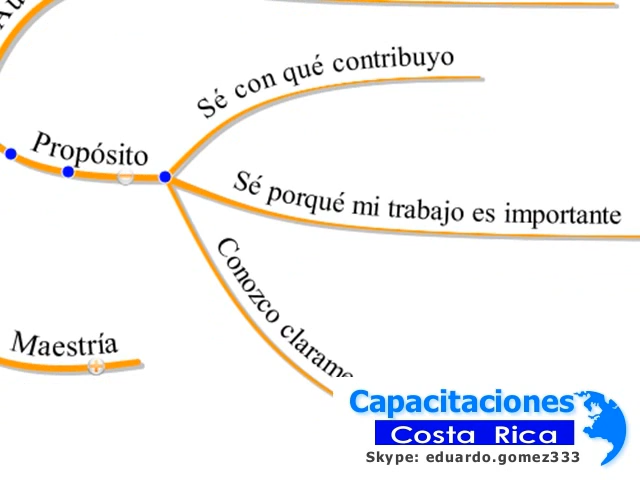 Sé con qué contribuyo
Propósito
Sé porqué mi trabajo es importante
Conozco
Maestría
Capacitaciones
Costa Rica
Skype: eduardo.gomez333